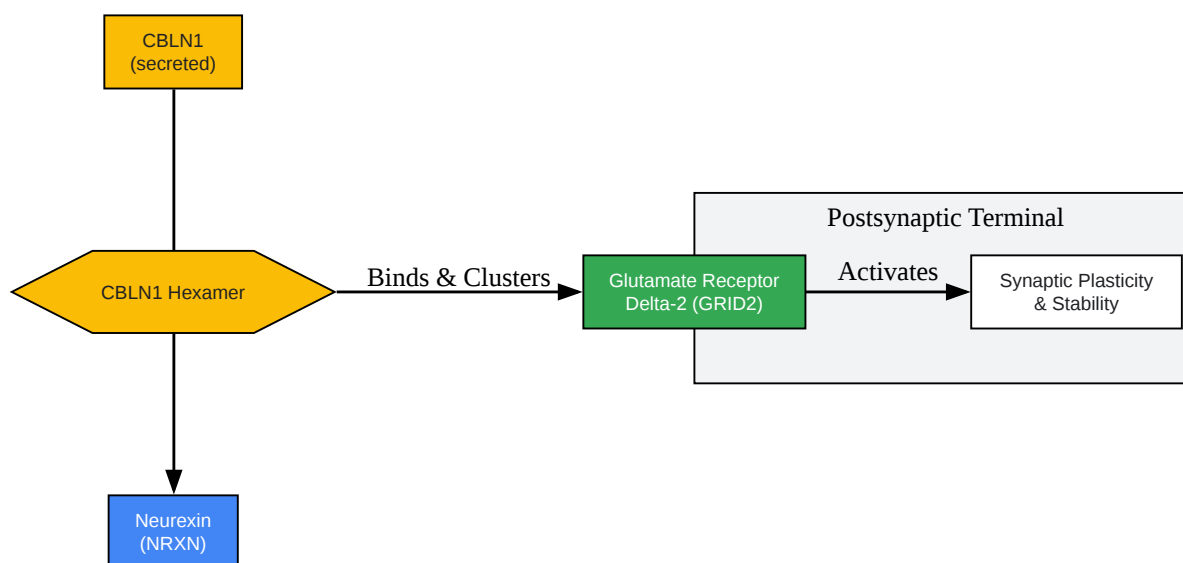 CBLN1
(secreted)
Postsynaptic Terminal
Binds & Clusters
Activates
CBLN1 Hexamer
Glutamate Receptor
Delta-2 (GRID2)
Synaptic Plasticity
& Stability
Neurexin
(NRXN)